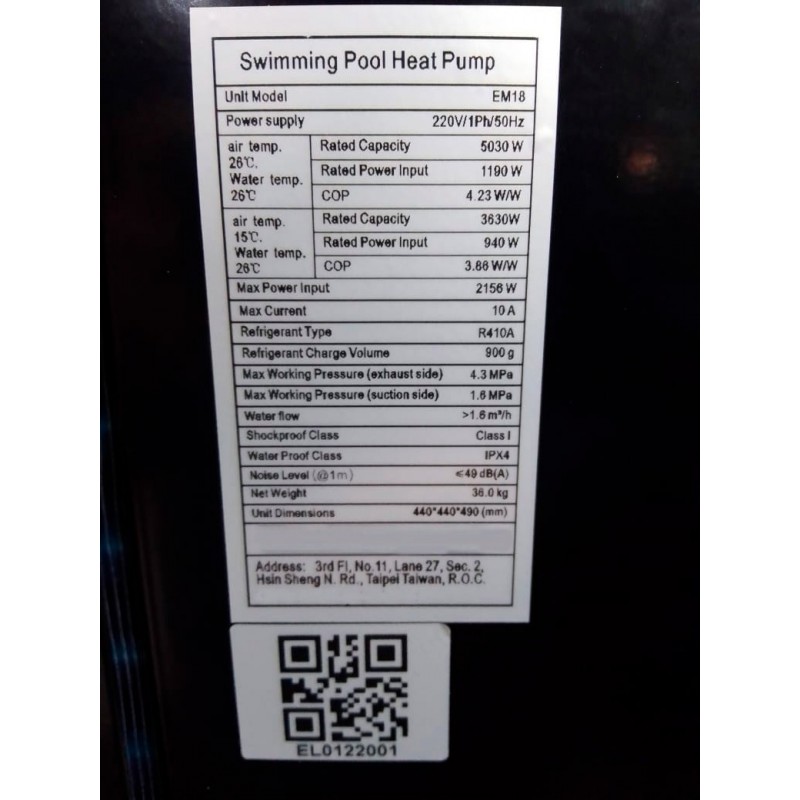 Swimming Pool Heat Pump
Unit Model EM18
Power supply 220V/1Ph/50Hz
air temp. 26℃. Water temp. 26℃
Rated Capacity 5030 W
Rated Power Input 1190 W
COP 4.23 W/W
air temp. 15℃. Water temp. 26℃
Rated Capacity 3630W
Rated Power Input 940 W
COP 3.86 W/W
Max Power Input 2156 W
Max Current 10 A
Refrigerant Type R410A
Refrigerant Charge Volume 900 g
Max Working Pressure (exhaust side) 4.3 MPa
Max Working Pressure (suction side) 1.6 MPa
Water flow >1.6 m³/h
Shockproof Class Class I
Water Proof Class IPX4
Noise Level (@1m) ≤49 dB(A)
Net Weight 36.0 kg
Unit Dimensions 440*440*490 (mm)
Address: 3rd Fl, No.11, Lane 27, Sec. 2,
Hsin Sheng N. Rd., Taipei Taiwan, R.O.C.
EL0122001